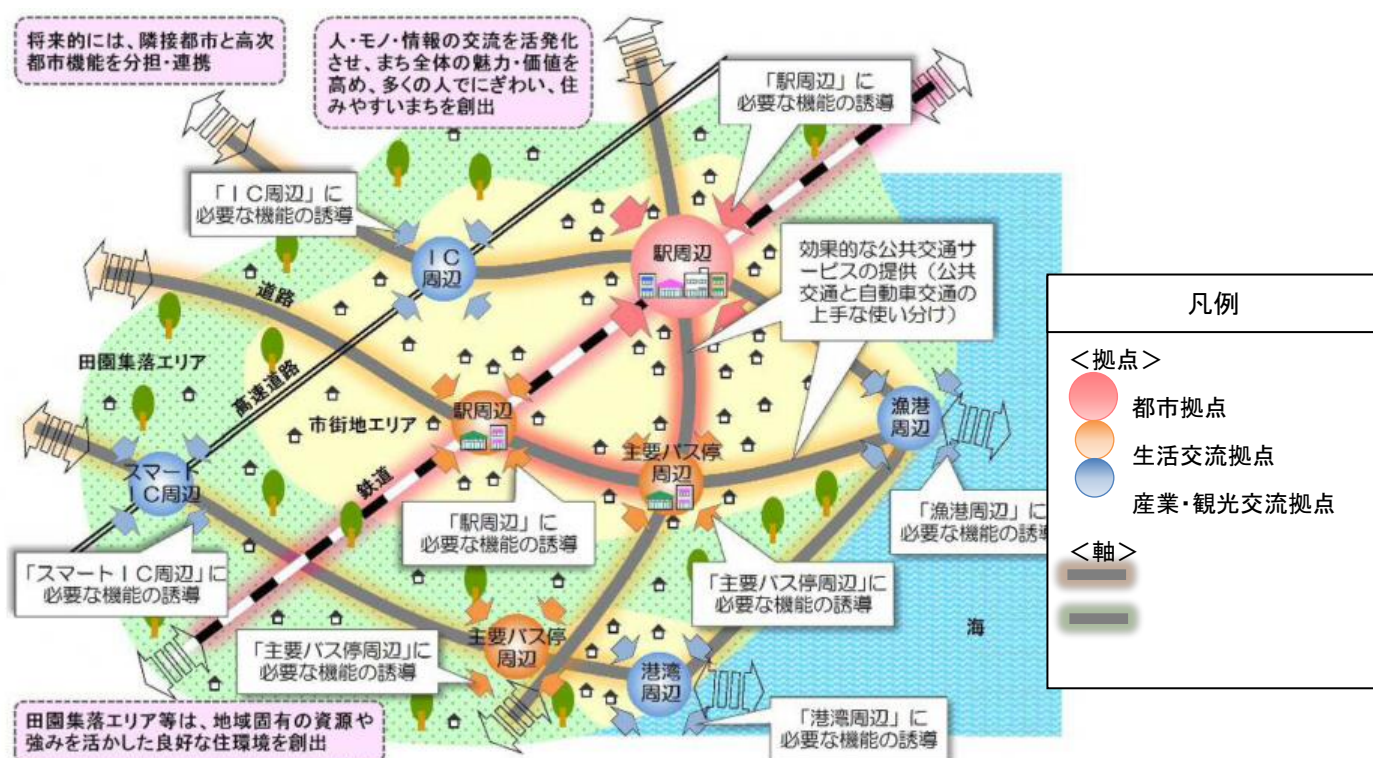 将来的には、隣接都市と高次
都市機能を分担・連携
人・モノ・情報の交流を活発化
させ、まち全体の魅力・価値を
高め、多くの人でにぎわい、住
みやすいまちを創出
「駅周辺」に
必要な機能の誘導
「ＩＣ周辺」に
必要な機能の誘導
ＩＣ
周辺
駅周辺
効果的な公共交通サ
ービスの提供（公共
交通と自動車交通の
上手な使い分け）
道路
田園集落エリア
高速道路
市街地エリア
駅周辺
漁港
周辺
主要バス停
周辺
スマート
ＩＣ周辺
鉄道
「駅周辺」に
必要な機能の誘導
「漁港周辺」に
必要な機能の誘導
「スマートＩＣ周辺」に
必要な機能の誘導
「主要バス停周辺」に
必要な機能の誘導
海
主要バス停
周辺
「主要バス停周辺」に
必要な機能の誘導
港湾
周辺
「港湾周辺」に
必要な機能の誘導
田園集落エリア等は、地域固有の資源や
強みを活かした良好な住環境を創出
凡例
＜拠点＞
都市拠点
生活交流拠点
産業・観光交流拠点
＜軸＞